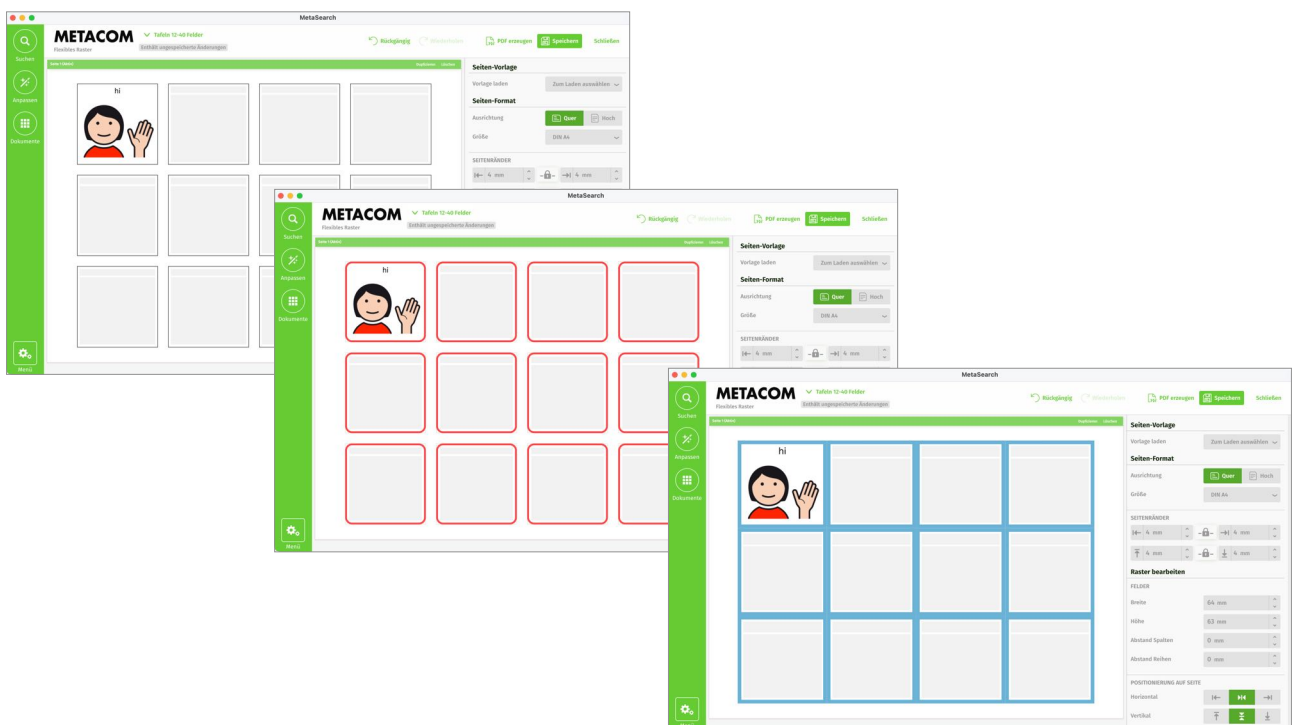 MetaSearch
METACOM
Flexibles Raster
Tafeln 12-40 Felder
Enthält ungespeicherte Änderungen
Rückgängig
Wiederholen
PDF erzeugen
Speichern
Schließen
Suchen
Anpassen
Dokumente
Menü
hi
Seiten-Vorlage
Vorlage laden
Zum Laden auswählen
Seiten-Format
Ausrichtung
Quer
Hoch
Größe
DIN A4
SEITENRÄNDER
4 mm
4 mm
MetaSearch
METACOM
Flexibles Raster
Tafeln 12-40 Felder
Enthält ungespeicherte Änderungen
Rückgängig
Wiederholen
PDF erzeugen
Speichern
Schließen
Suchen
Anpassen
Dokumente
Menü
hi
Seiten-Vorlage
Vorlage laden
Zum Laden auswählen
Seiten-Format
Ausrichtung
Quer
Hoch
Größe
DIN A4
SEITENRÄNDER
4 mm
4 mm
MetaSearch
METACOM
Flexibles Raster
Tafeln 12-40 Felder
Enthält ungespeicherte Änderungen
Rückgängig
Wiederholen
PDF erzeugen
Speichern
Schließen
Suchen
Anpassen
Dokumente
hi
Seiten-Vorlage
Vorlage laden
Zum Laden auswählen
Seiten-Format
Ausrichtung
Quer
Hoch
Größe
DIN A4
SEITENRÄNDER
4 mm
4 mm
4 mm
4 mm
Raster bearbeiten
FELDER
Breite
64 mm
Höhe
63 mm
Abstand Spalten
0 mm
Abstand Reihen
0 mm
POSITIONIERUNG AUF SEITE
Horizontal
Vertikal